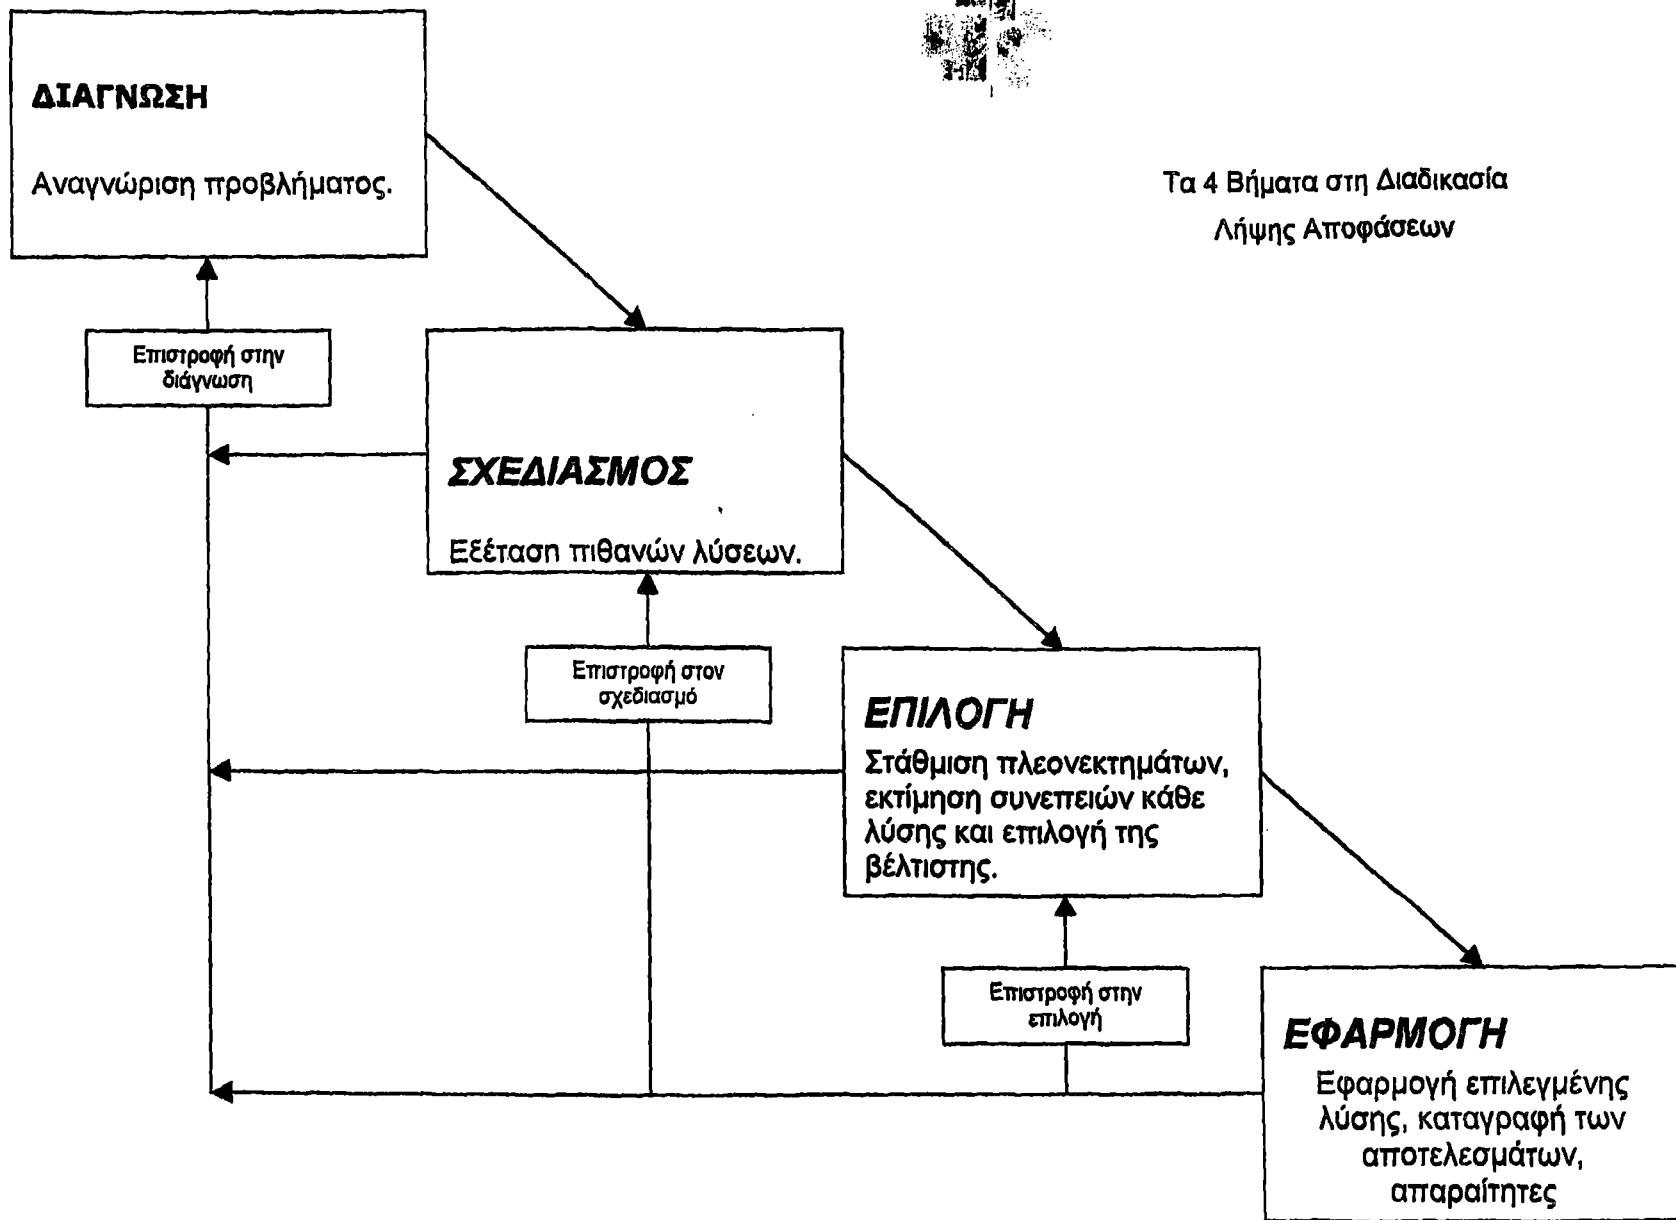 ΔΙΑΓΝΩΣΗ
Αναγνώριση προβλήματος.
Τα 4 Βήματα στη Διαδικασία
Λήψης Αποφάσεων
Επιστροφή στην
διάγνωση
ΣΧΕΔΙΑΣΜΟΣ
Εξέταση πιθανών λύσεων.
Επιστροφή στον
σχεδιασμό
ΕΠΙΛΟΓΗ
Στάθμιση πλεονεκτημάτων,
εκτίμηση συνεπειών κάθε
λύσης και επιλογή της
βέλτιστης.
Επιστροφή στην
επιλογή
ΕΦΑΡΜΟΓΗ
Εφαρμογή επιλεγμένης
λύσης, καταγραφή των
αποτελεσμάτων,
απαραίτητες